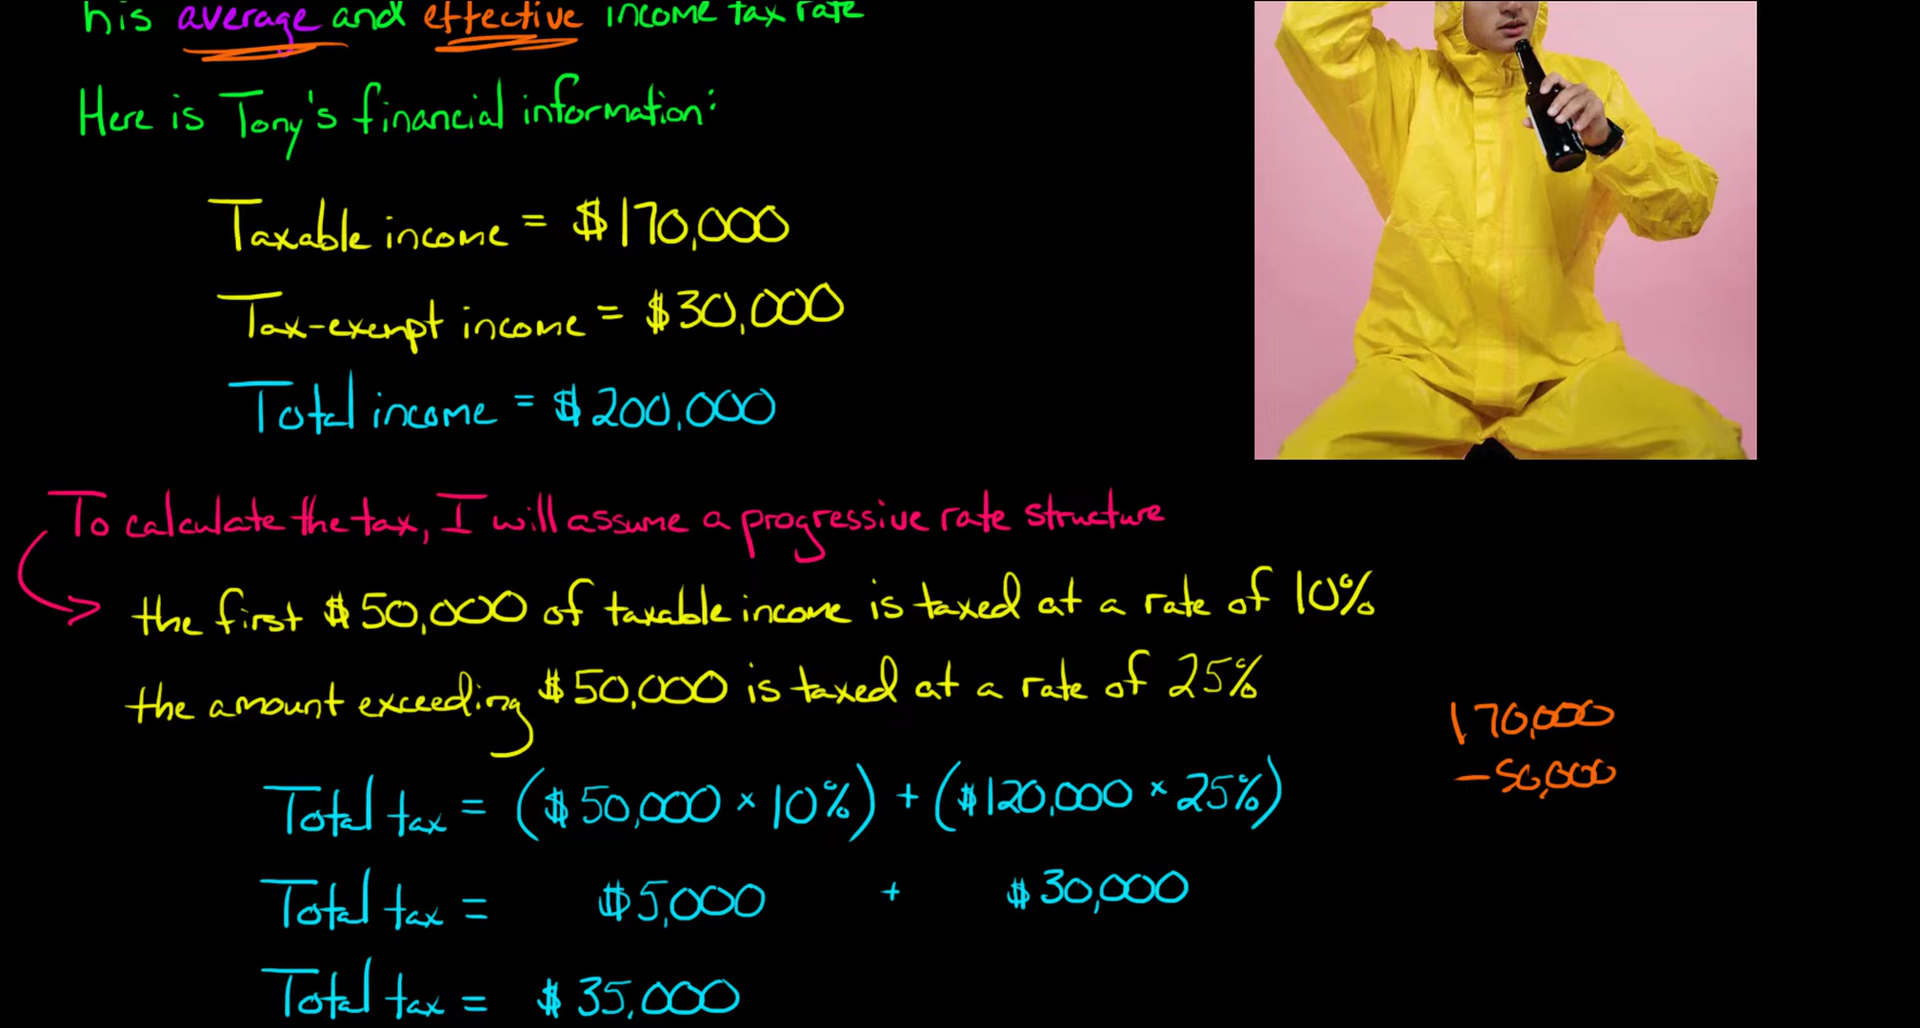 his average and effective income tax rate
Here is Tony's financial information:
Taxable income = $170,000
Tax-exempt income = $30,000
Total income = $200,000
To calculate the tax, I will assume a progressive rate structure
the first $50,000 of taxable income is taxed at a rate of 10%
the amount exceeding $50,000 is taxed at a rate of 25%
170,000
-50,000
Total tax = ($50,000 × 10%) + ($120,000 × 25%)
Total tax = $5,000 + $30,000
Total tax = $35,000